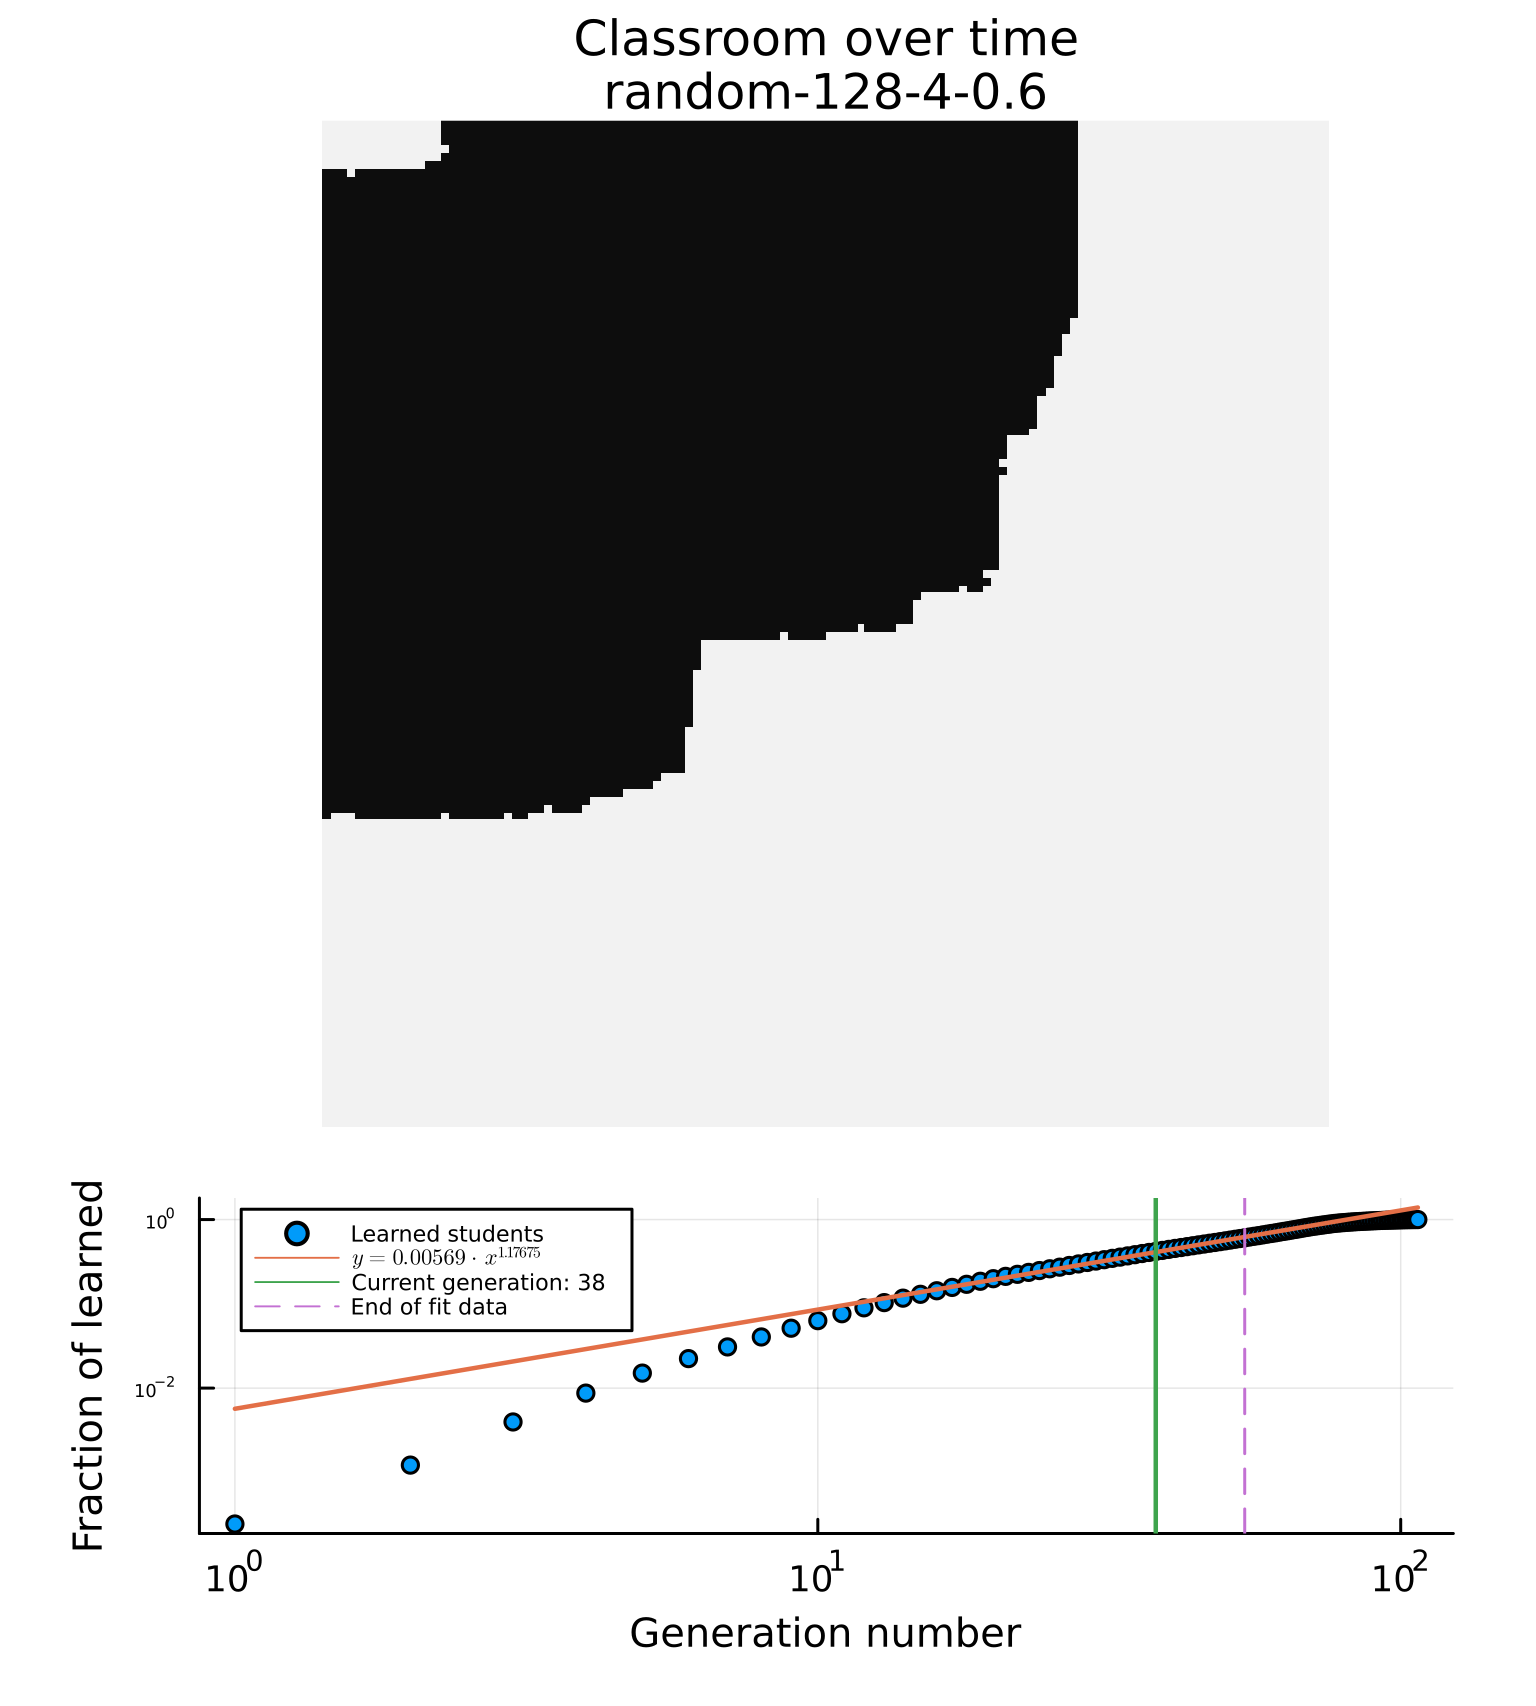 Classroom over time
random-128-4-0.6
Fraction of learned
10^0
10^-2
Learned students
y = 0.00569 · x^1.17675
Current generation: 38
End of fit data
10^0
10^1
10^2
Generation number